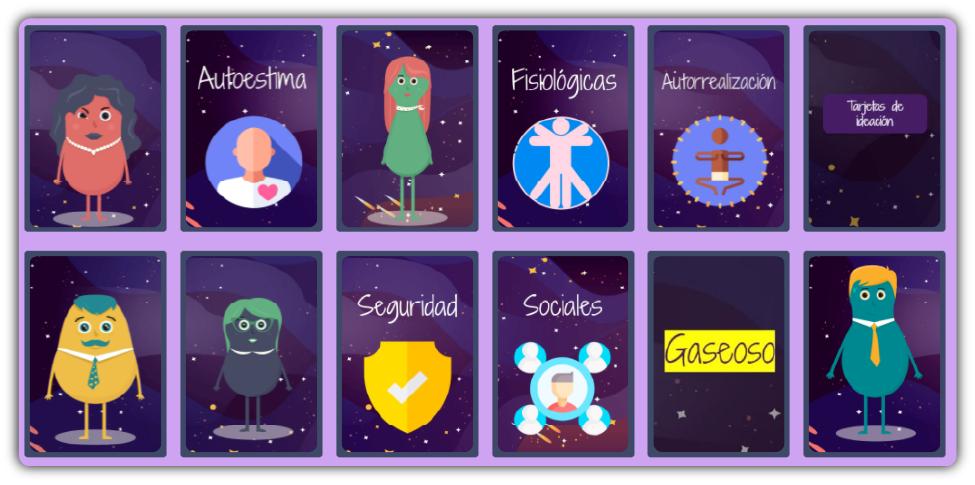 Autoestima
Fisiológicas
Autorrealización
Tarjetas de
ideación
Seguridad
Sociales
Gaseoso